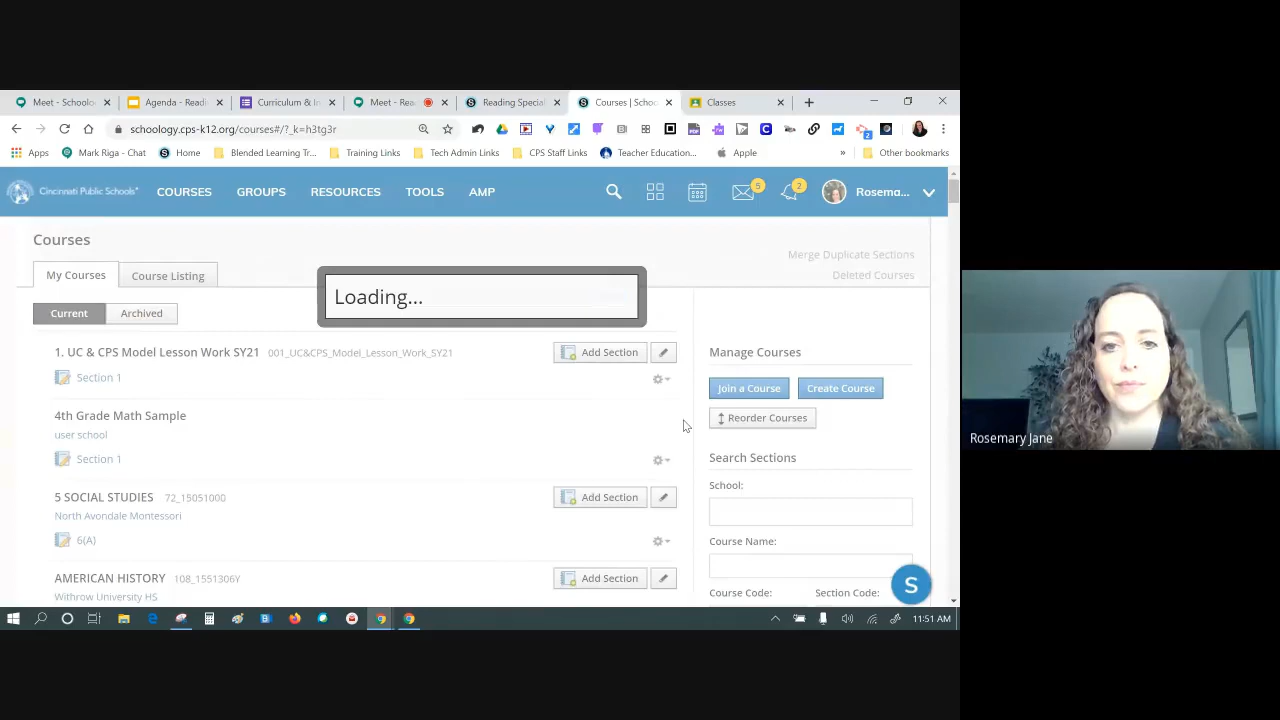 Meet - Schoolo
Agenda - Readi
Curriculum & In
Meet - Rea
Reading Special
Courses | Schoo
Classes
schoology.cps-k12.org/courses#/?_k=h3tg3r
Apps
Mark Riga - Chat
Home
Blended Learning Tr...
Training Links
Tech Admin Links
CPS Staff Links
Teacher Education...
Apple
»
Other bookmarks
Cincinnati Public Schools
COURSES
GROUPS
RESOURCES
TOOLS
AMP
5
2
Rosema...
Courses
Merge Duplicate Sections
Deleted Courses
My Courses
Course Listing
Loading...
Current
Archived
1. UC & CPS Model Lesson Work SY21 001_UC&CPS_Model_Lesson_Work_SY21
Add Section
Section 1
4th Grade Math Sample
user school
Section 1
5 SOCIAL STUDIES 72_15051000
Add Section
North Avondale Montessori
6(A)
AMERICAN HISTORY 108_1551306Y
Add Section
Withrow University HS
Manage Courses
Join a Course
Create Course
Reorder Courses
Search Sections
School:
Course Name:
Course Code:
Section Code:
S
11:51 AM
Rosemary Jane